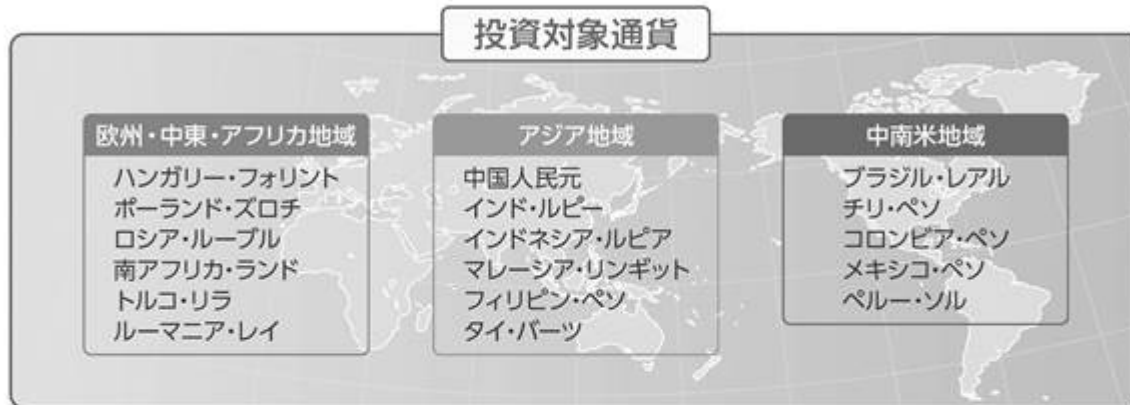 投資対象通貨
欧州・中東・アフリカ地域
ハンガリー・フォリント
ポーランド・ズロチ
ロシア・ルーブル
南アフリカ・ランド
トルコ・リラ
ルーマニア・レイ
アジア地域
中国人民元
インド・ルピー
インドネシア・ルピア
マレーシア・リンギット
フィリピン・ペソ
タイ・バーツ
中南米地域
ブラジル・レアル
チリ・ペソ
コロンビア・ペソ
メキシコ・ペソ
ペルー・ソル